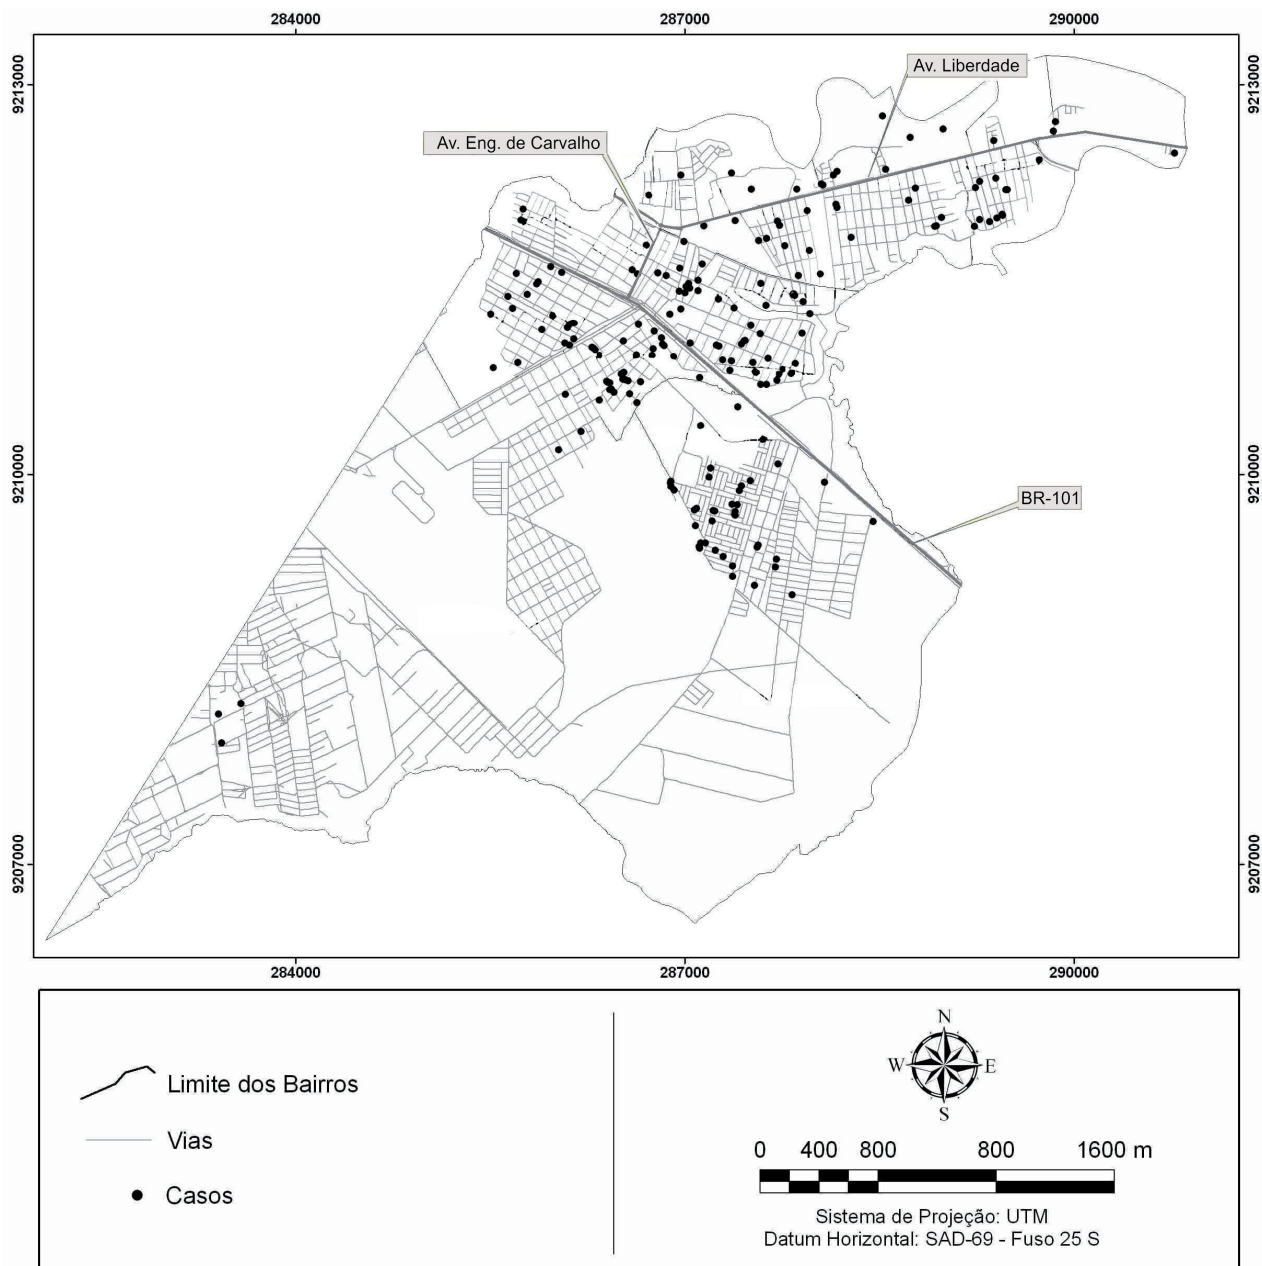 284000 287000 290000
9213000 9213000
Av. Liberdade
Av. Eng. de Carvalho
9210000 9210000
BR-101
9207000 9207000
284000 287000 290000
Limite dos Bairros
Vias
Casos
N
W E
S
0 400 800 800 1600 m
Sistema de Projeção: UTM
Datum Horizontal: SAD-69 - Fuso 25 S